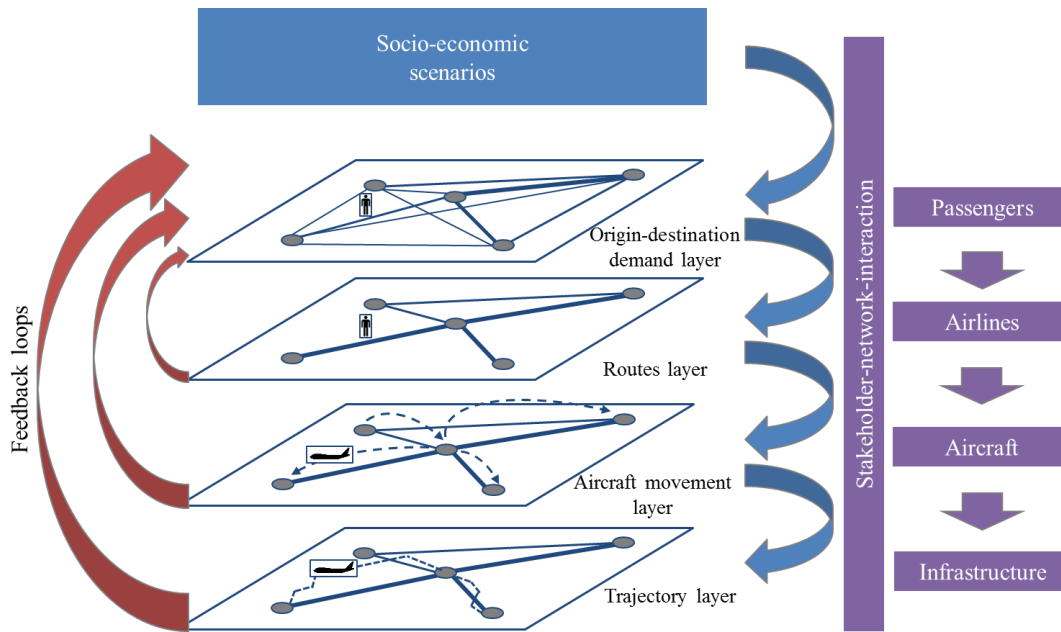 Socio-economic
scenarios
Feedback loops
Origin-destination
demand layer
Routes layer
Aircraft movement
layer
Trajectory layer
Stakeholder-network-interaction
Passengers
Airlines
Aircraft
Infrastructure